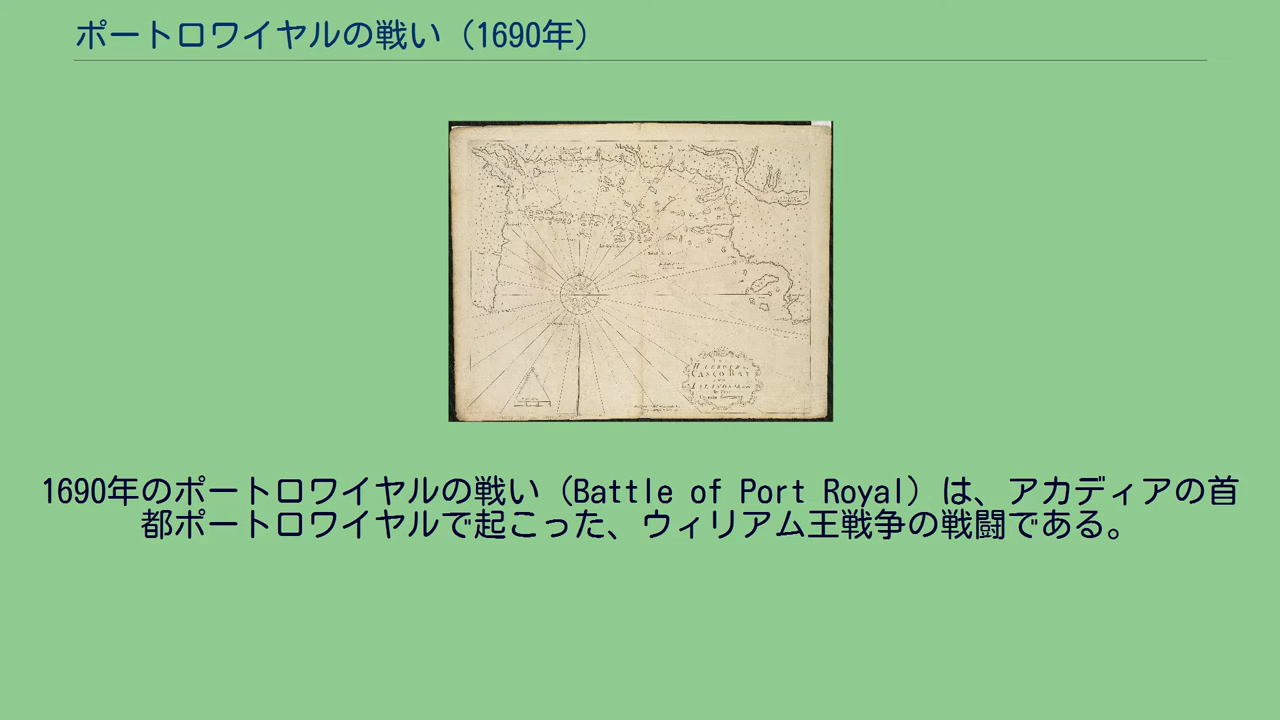 ポートロワイヤルの戦い（1690年）
CASCO BAY
1690年のポートロワイヤルの戦い（Battle of Port Royal）は、アカディアの首
都ポートロワイヤルで起こった、ウィリアム王戦争の戦闘である。